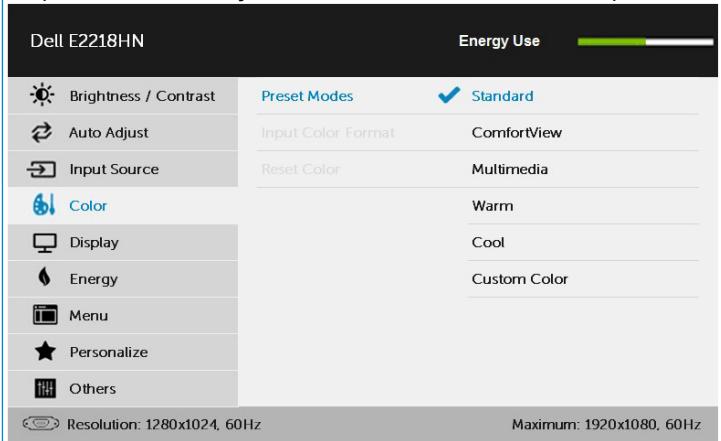 Dell E2218HN
Energy Use
Brightness / Contrast
Preset Modes
Standard
Auto Adjust
Input Color Format
ComfortView
Input Source
Reset Color
Multimedia
Color
Warm
Display
Cool
Energy
Custom Color
Menu
Personalize
Others
Resolution: 1280x1024, 60Hz
Maximum: 1920x1080, 60Hz